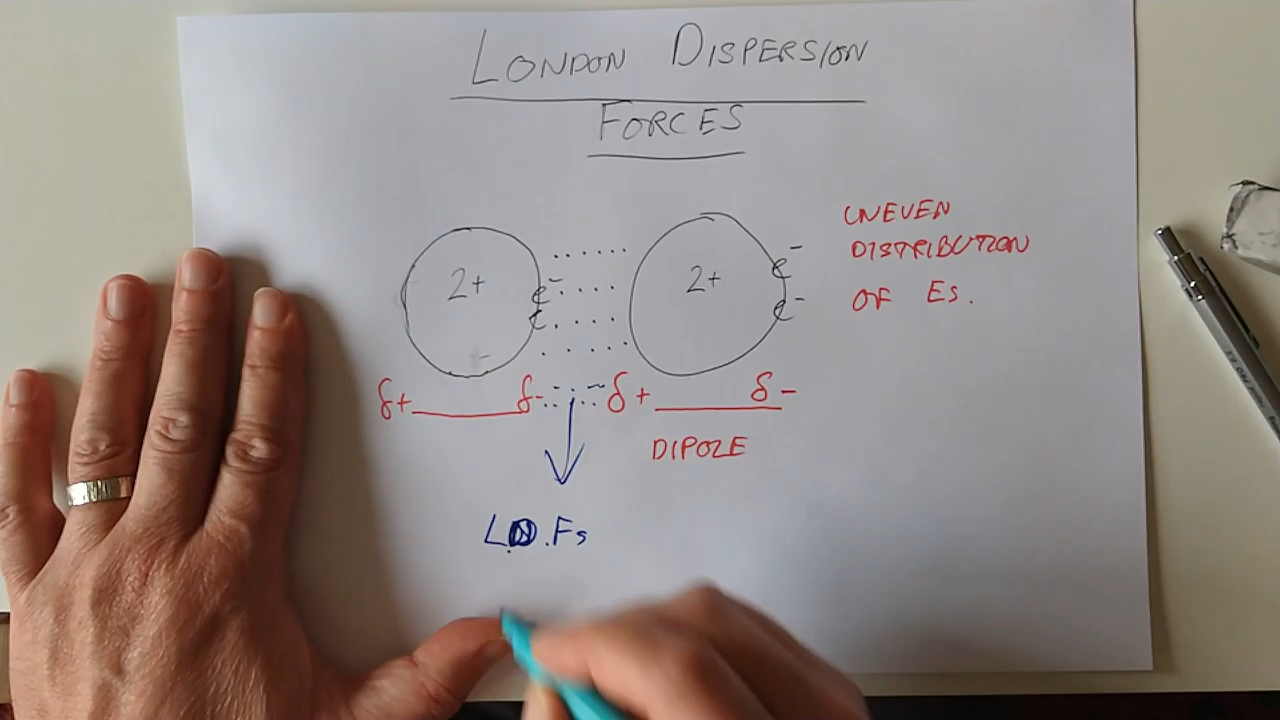 LONDON DISPERSION
FORCES
UNEVEN
DISTRIBUTION
OF Es.
2+
2+
e-
e
e-
e-
δ+ δ- δ+ δ-
DIPOLE
L.D.Fs